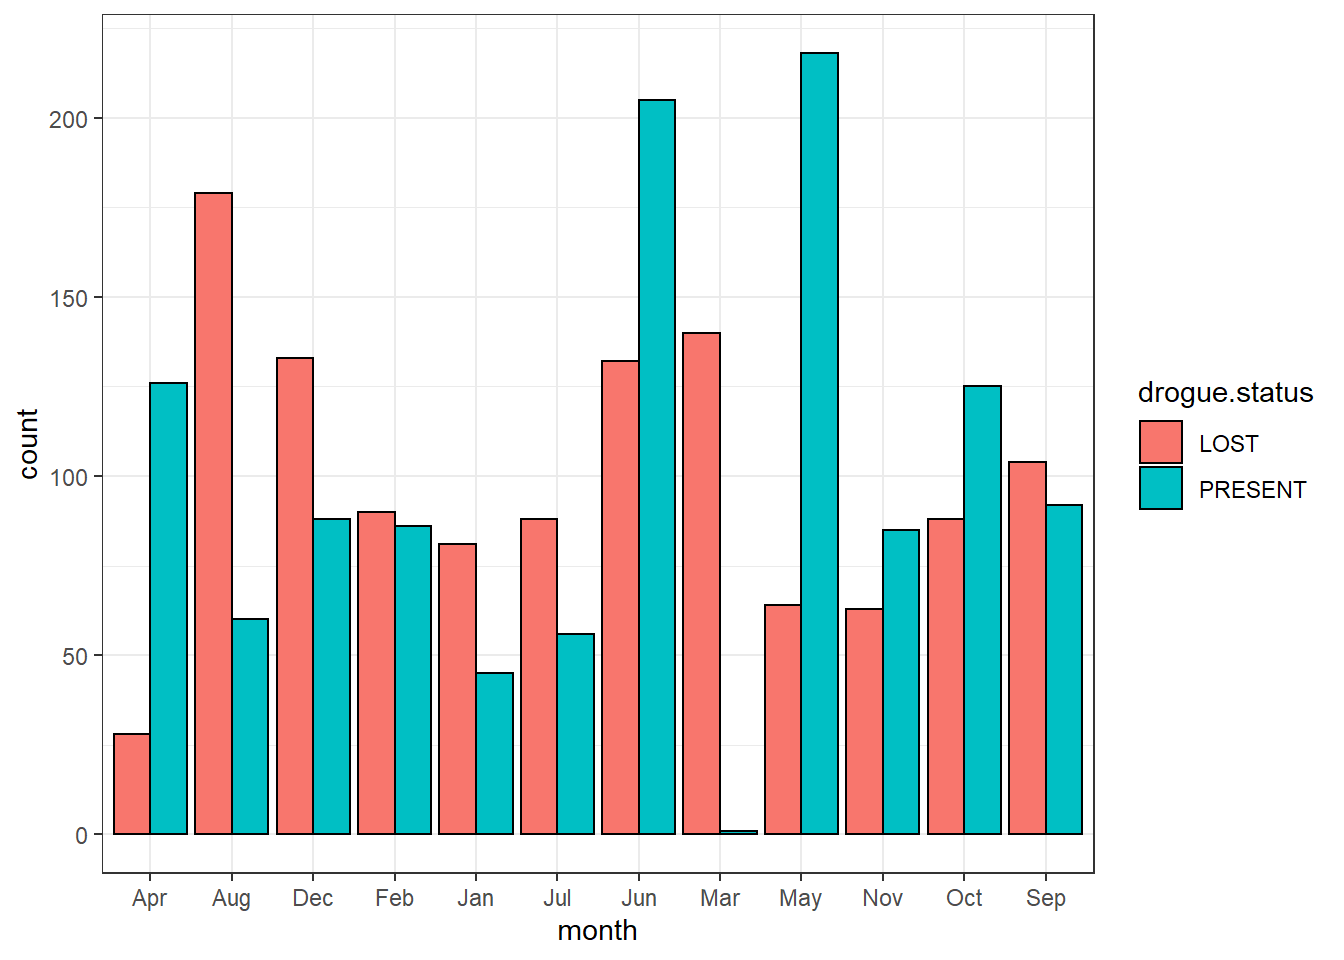 count
200
150
100
50
0
Apr Aug Dec Feb Jan Jul Jun Mar May Nov Oct Sep
month
drogue.status
LOST
PRESENT